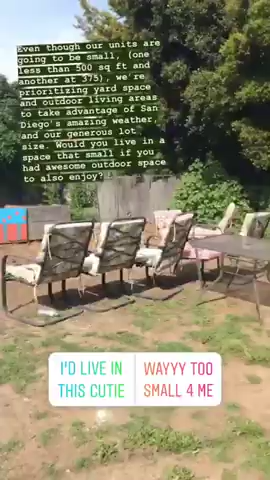 Even though our units are
going to be small, (one
less than 500 sq ft and
another at 375), we're
prioritizing yard space
and outdoor living areas
to take advantage of San
Diego's amazing weather,
and our generous lot
size. Would you live in a
space that small if you
had awesome outdoor space
to also enjoy?
I'D LIVE IN
THIS CUTIE
WAYYY TOO
SMALL 4 ME